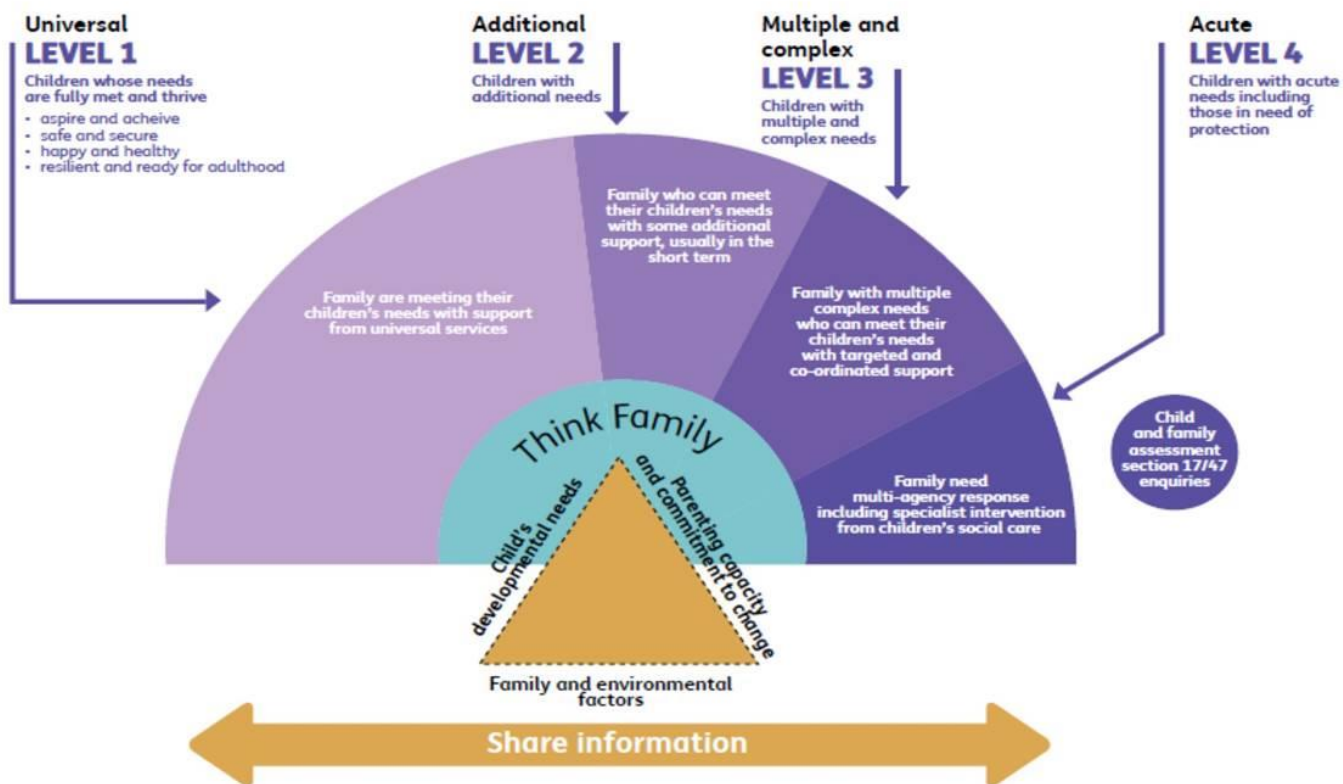 Universal
LEVEL 1
Children whose needs
are fully met and thrive
• aspire and acheive
• safe and secure
• happy and healthy
• resilient and ready for adulthood
Additional
LEVEL 2
Children with
additional needs
Multiple and
complex
LEVEL 3
Children with
multiple and
complex needs
Acute
LEVEL 4
Children with acute
needs including
those in need of
protection
Family are meeting their
children's needs with support
from universal services
Family who can meet
their children's needs
with some additional
support, usually in the
short term
Family with multiple
complex needs
who can meet their
children's needs
with targeted and
co-ordinated support
Family need
multi-agency response
including specialist intervention
from children's social care
Child
and family
assessment
section 17/47
enquiries
Think Family
Child's
developmental needs
Parenting capacity
and commitment to change
Family and environmental
factors
Share information